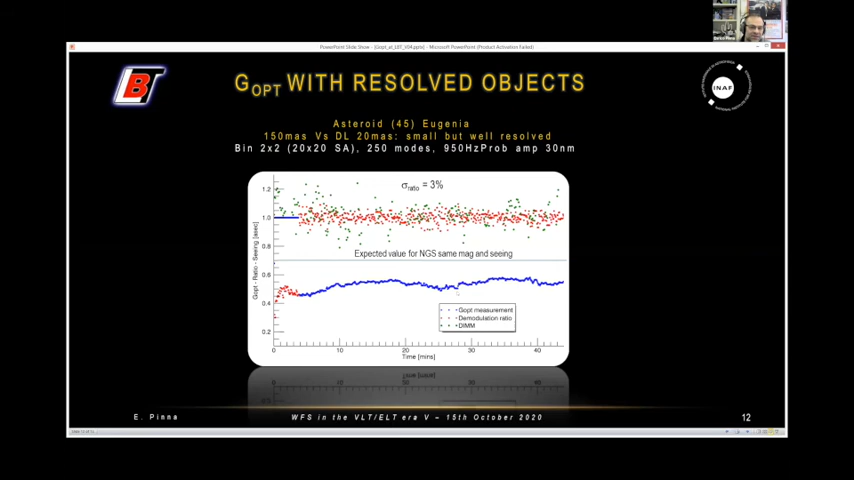 PowerPoint Slide Show - [Gopt_at_LBT_V04.pptx] - Microsoft PowerPoint (Product Activation Failed)
BT
GOPT WITH RESOLVED OBJECTS
INAF
Asteroid (45) Eugenia
150mas Vs DL 20mas: small but well resolved
Bin 2x2 (20x20 SA), 250 modes, 950HzProb amp 30nm
σratio = 3%
Expected value for NGS same mag and seeing
Gopt - Ratio - Seeing [asec]
1.2
1.0
0.8
0.6
0.4
0.2
Gopt measurement
Demodulation ratio
DIMM
0 10 20 30 40
Time [mins]
E. Pinna
WFS in the VLT/ELT era V – 15th October 2020
12